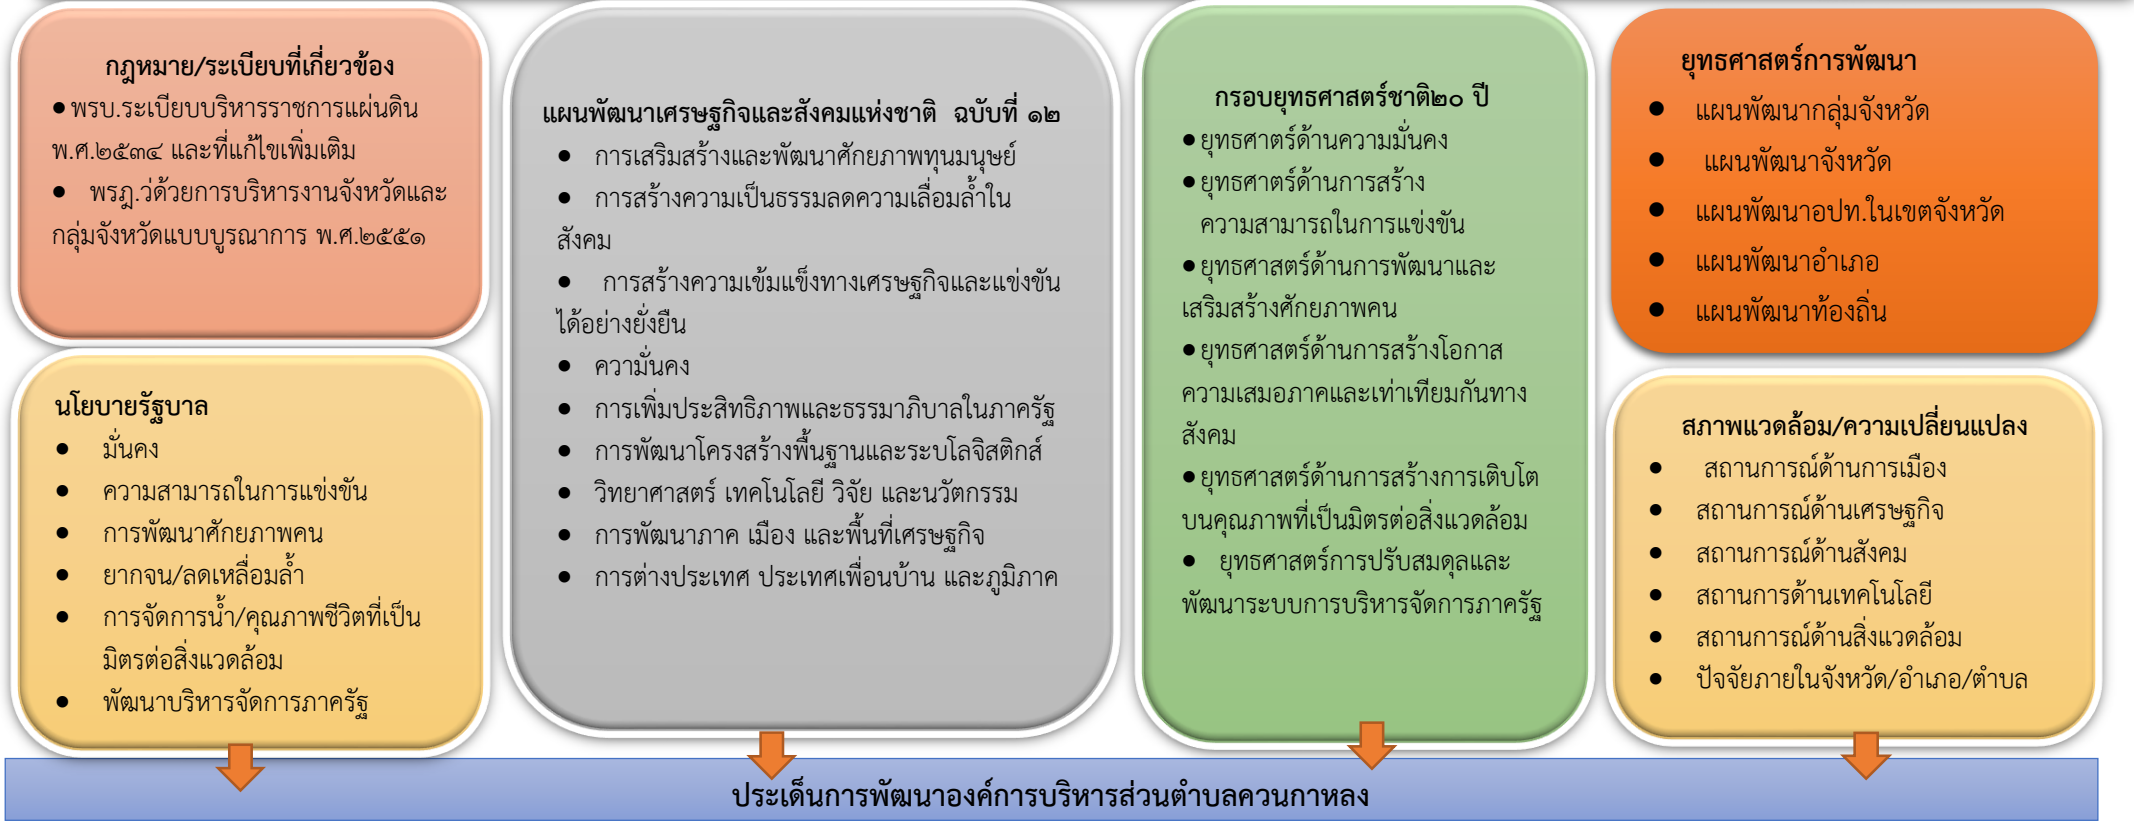 กฎหมาย/ระเบียบที่เกี่ยวข้อง
● พรบ.ระเบียบบริหารราชการแผ่นดิน
พ.ศ.๒๕๓๔ และที่แก้ไขเพิ่มเติม
● พรฎ.ว่ด้วยการบริหารงานจังหวัดและ
กลุ่มจังหวัดแบบบูรณาการ พ.ศ.๒๕๕๑
นโยบายรัฐบาล
● มั่นคง
● ความสามารถในการแข่งขัน
● การพัฒนาศักยภาพคน
● ยากจน/ลดเหลื่อมล้ำ
● การจัดการน้ำ/คุณภาพชีวิตที่เป็น
มิตรต่อสิ่งแวดล้อม
● พัฒนาบริหารจัดการภาครัฐ
แผนพัฒนาเศรษฐกิจและสังคมแห่งชาติ ฉบับที่ ๑๒
● การเสริมสร้างและพัฒนาศักยภาพทุนมนุษย์
● การสร้างความเป็นธรรมลดความเลื่อมล้ำใน
สังคม
● การสร้างความเข้มแข็งทางเศรษฐกิจและแข่งขัน
ได้อย่างยั่งยืน
● ความั่นคง
● การเพิ่มประสิทธิภาพและธรรมาภิบาลในภาครัฐ
● การพัฒนาโครงสร้างพื้นฐานและระบโลจิสติกส์
● วิทยาศาสตร์ เทคโนโลยี วิจัย และนวัตกรรม
● การพัฒนาภาค เมือง และพื้นที่เศรษฐกิจ
● การต่างประเทศ ประเทศเพื่อนบ้าน และภูมิภาค
กรอบยุทธศาสตร์ชาติ๒๐ ปี
● ยุทธศาตร์ด้านความมั่นคง
● ยุทธศาตร์ด้านการสร้าง
ความสามารถในการแข่งขัน
● ยุทธศาสตร์ด้านการพัฒนาและ
เสริมสร้างศักยภาพคน
● ยุทธศาสตร์ด้านการสร้างโอกาส
ความเสมอภาคและเท่าเทียมกันทาง
สังคม
● ยุทธศาสตร์ด้านการสร้างการเติบโต
บนคุณภาพที่เป็นมิตรต่อสิ่งแวดล้อม
● ยุทธศาสตร์การปรับสมดุลและ
พัฒนาระบบการบริหารจัดการภาครัฐ
ยุทธศาสตร์การพัฒนา
● แผนพัฒนากลุ่มจังหวัด
● แผนพัฒนาจังหวัด
● แผนพัฒนาอปท.ในเขตจังหวัด
● แผนพัฒนาอำเภอ
● แผนพัฒนาท้องถิ่น
สภาพแวดล้อม/ความเปลี่ยนแปลง
● สถานการณ์ด้านการเมือง
● สถานการณ์ด้านเศรษฐกิจ
● สถานการณ์ด้านสังคม
● สถานการด้านเทคโนโลยี
● สถานการณ์ด้านสิ่งแวดล้อม
● ปัจจัยภายในจังหวัด/อำเภอ/ตำบล
ประเด็นการพัฒนาองค์การบริหารส่วนตำบลควนกาหลง